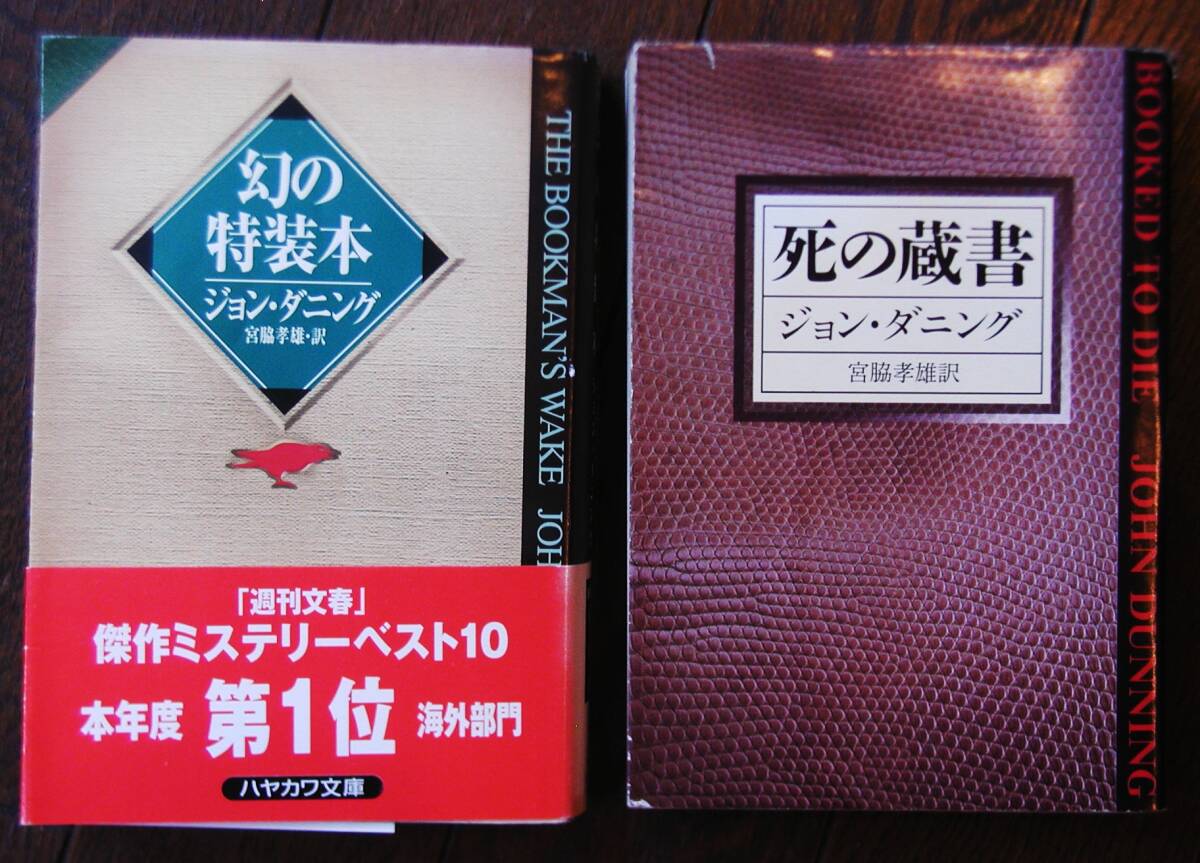 幻の
特装本
ジョン・ダニング
宮脇孝雄・訳
THE BOOKMAN'S WAKE JOH
「週刊文春」
傑作ミステリーベスト10
本年度 第1位 海外部門
ハヤカワ文庫
死の蔵書
ジョン・ダニング
宮脇孝雄訳
BOOKED TO DIE JOHN DUNNING